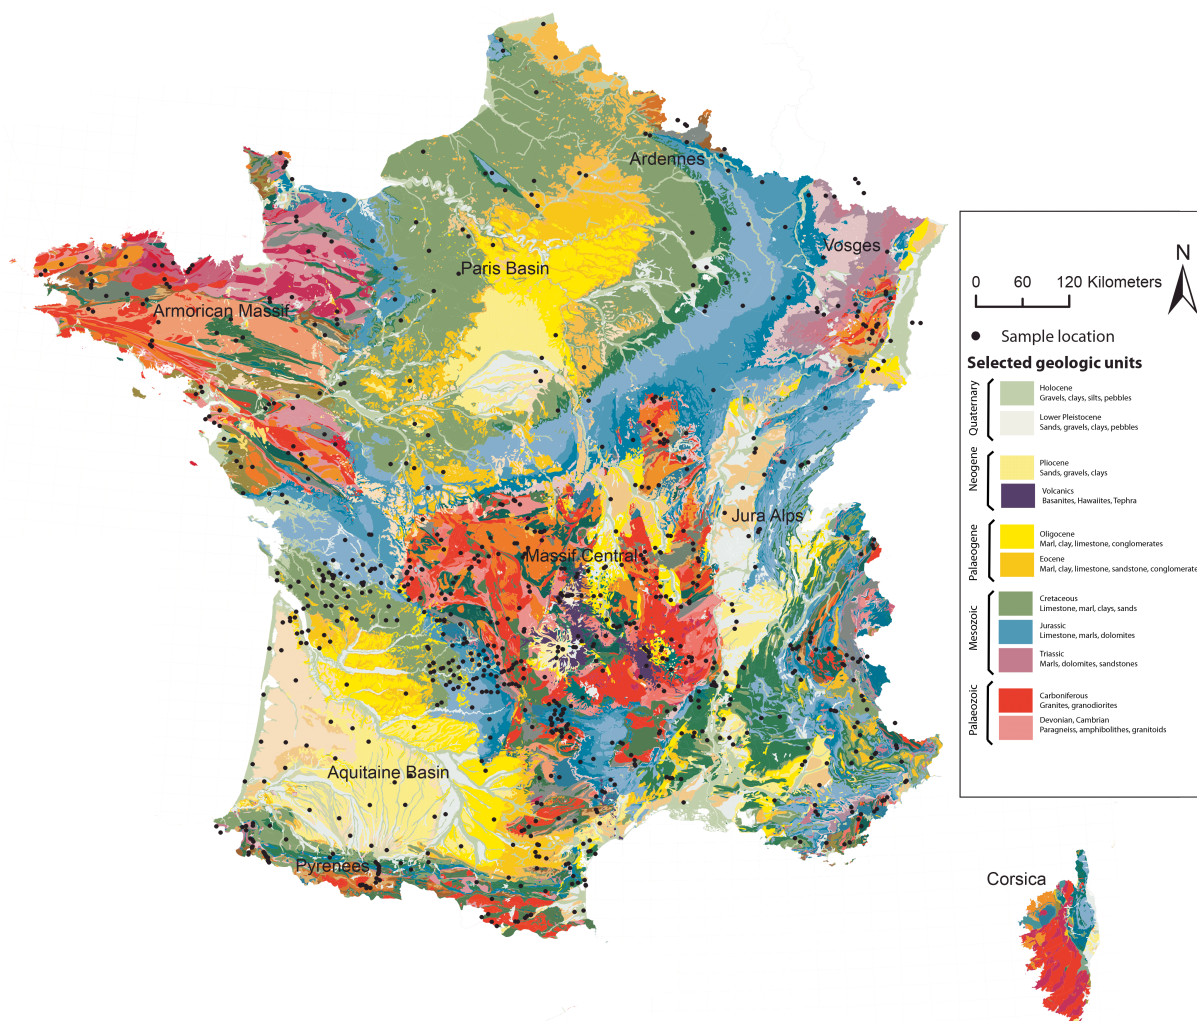 Ardennes
Vosges
Paris Basin
Armorican Massif
Jura Alps
Massif Central
Aquitaine Basin
Pyrenees
Corsica
N
0 60 120 Kilometers
Sample location
Selected geologic units
Quaternary
Holocene
Gravels, clays, silts, pebbles
Lower Pleistocene
Sands, gravels, clays, pebbles
Neogene
Pliocene
Sands, gravels, clays
Volcanics
Basanites, Hawaiites, Tephra
Palaeogene
Oligocene
Marl, clay, limestone, conglomerates
Eocene
Marl, clay, limestone, sandstone, conglomerate
Mesozoic
Cretaceous
Limestone, marl, clays, sands
Jurassic
Limestone, marls, dolomites
Triassic
Marls, dolomites, sandstones
Palaeozoic
Carboniferous
Granites, granodiorites
Devonian, Cambrian
Paragneiss, amphibolithes, granitoids